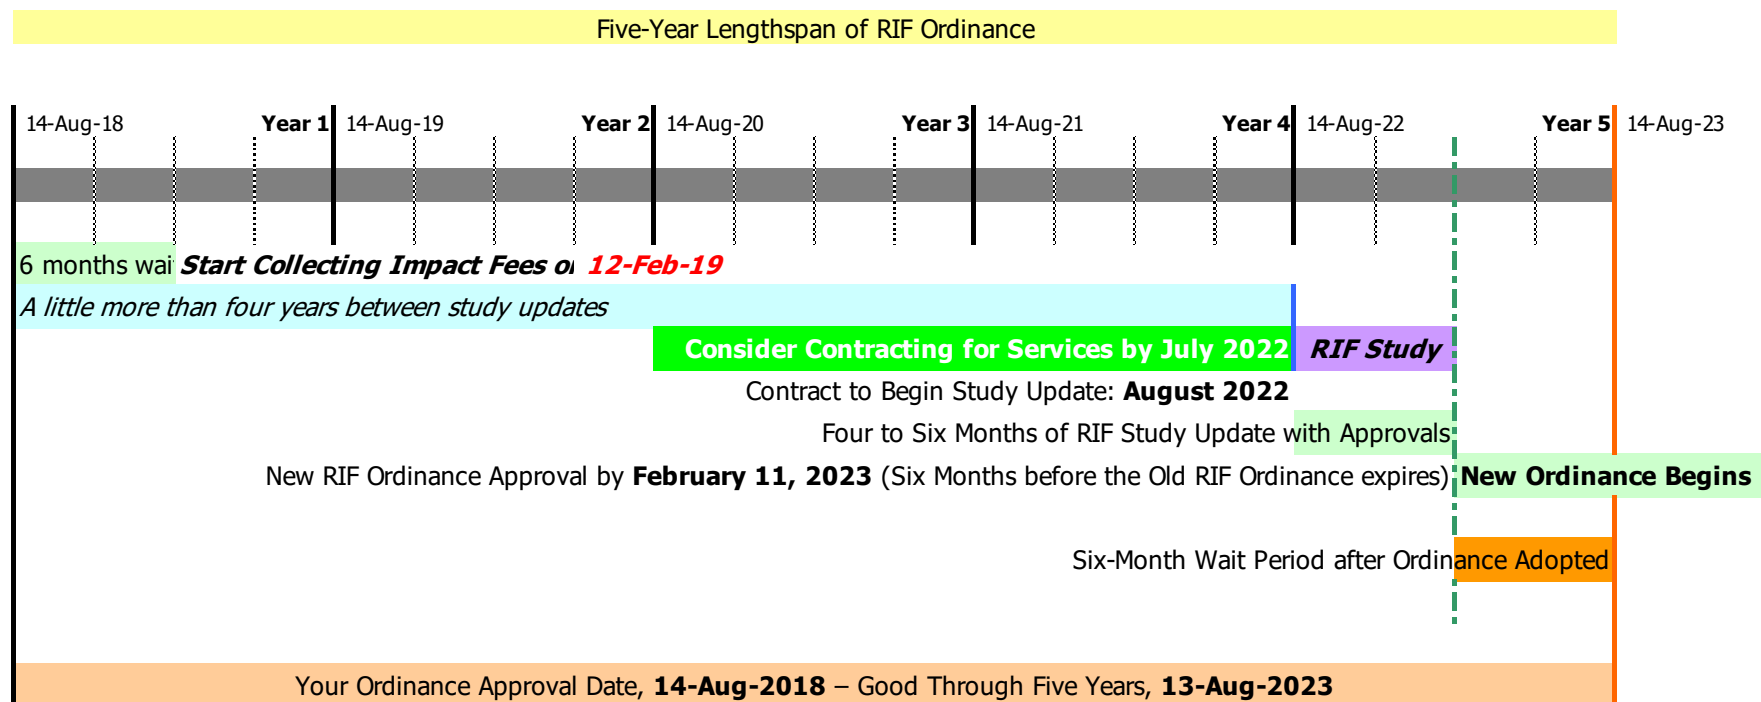 Five-Year Lengthspan of RIF Ordinance
14-Aug-18 Year 1 14-Aug-19 Year 2 14-Aug-20 Year 3 14-Aug-21 Year 4 14-Aug-22 Year 5 14-Aug-23
6 months wai Start Collecting Impact Fees o 12-Feb-19
A little more than four years between study updates
Consider Contracting for Services by July 2022 RIF Study
Contract to Begin Study Update: August 2022
Four to Six Months of RIF Study Update with Approvals
New RIF Ordinance Approval by February 11, 2023 (Six Months before the Old RIF Ordinance expires) New Ordinance Begins
Six-Month Wait Period after Ordinance Adopted
Your Ordinance Approval Date, 14-Aug-2018 – Good Through Five Years, 13-Aug-2023